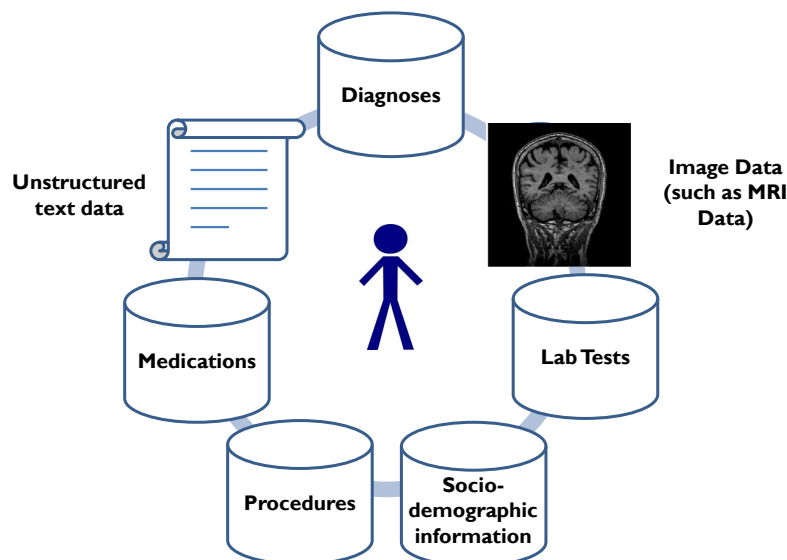 Diagnoses
Unstructured
text data
Image Data
(such as MRI
Data)
Medications
Lab Tests
Procedures
Socio-
demographic
information